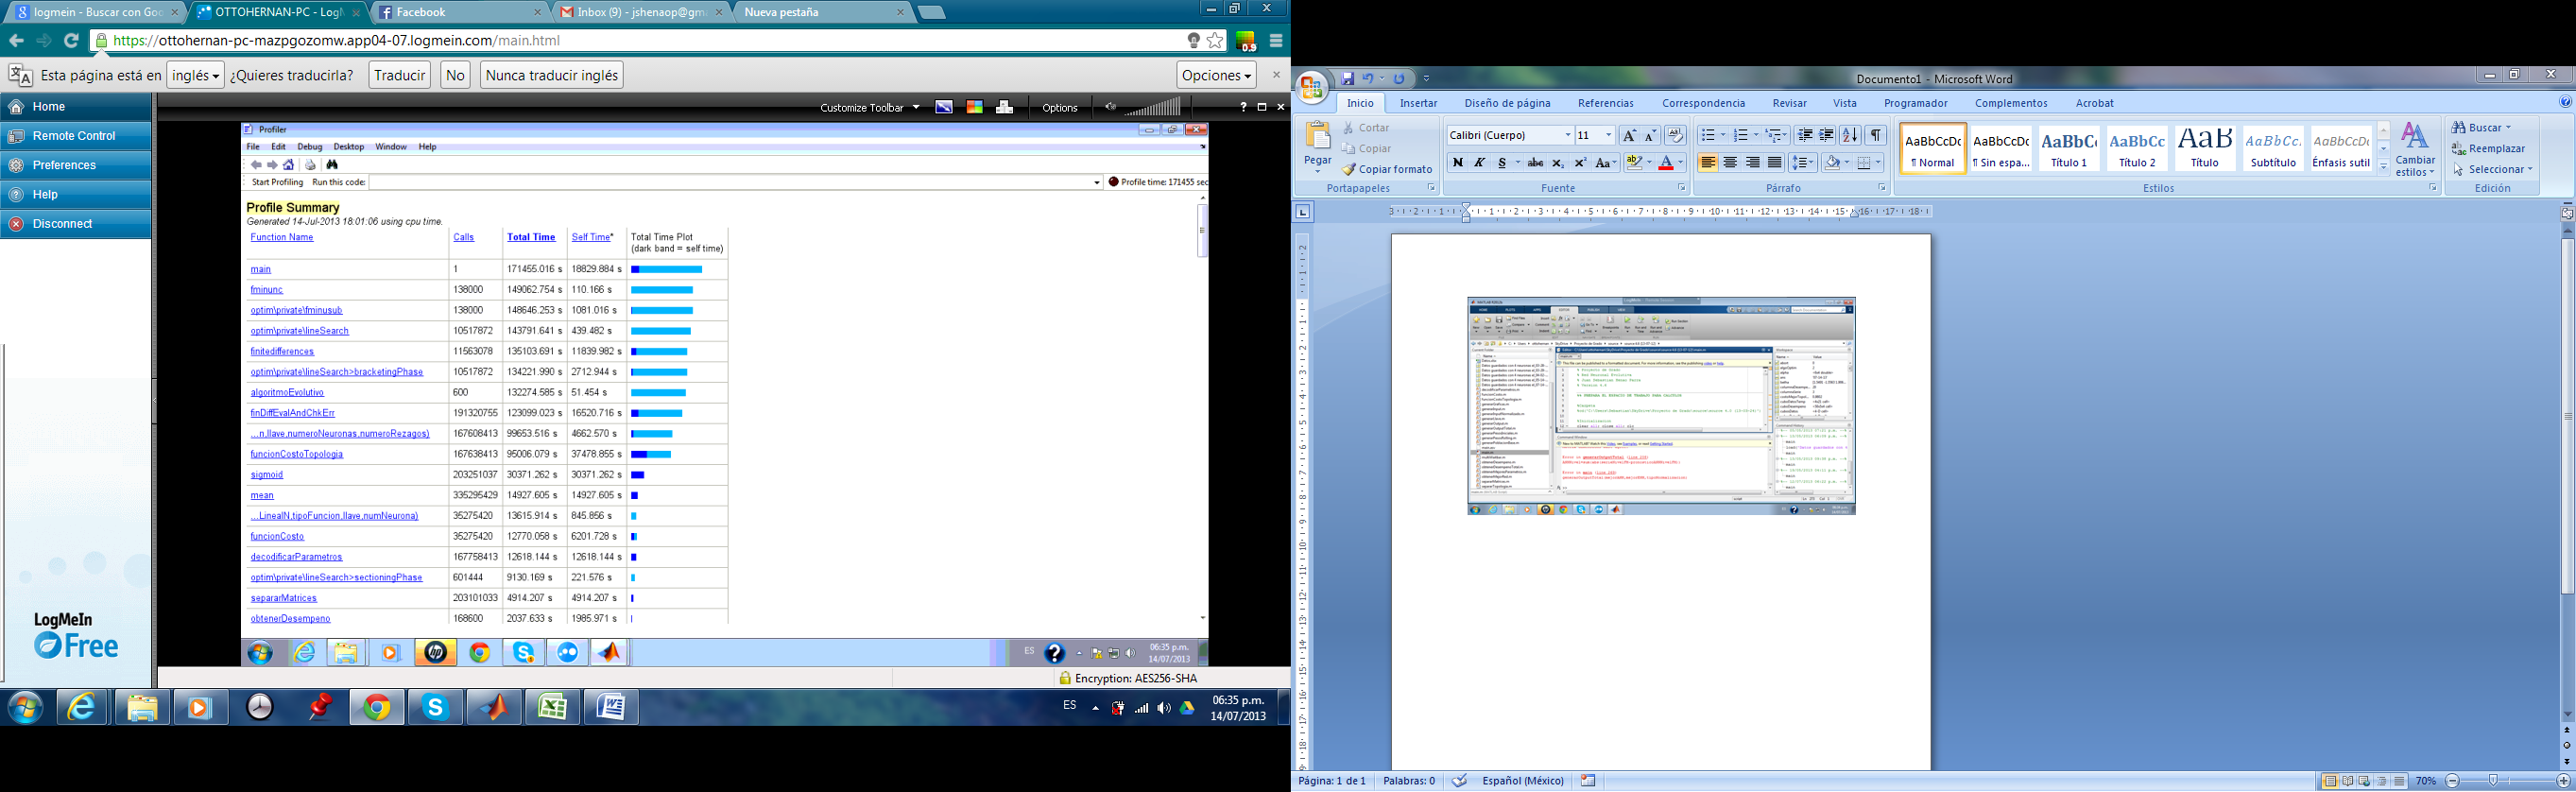 logmein - Buscar con Goo
OTTOHERNAN-PC - LogM
Facebook
Inbox (9) - jshenaop@gma
Nueva pestaña
https://ottohernan-pc-mazpgozomw.app04-07.logmein.com/main.html
0.9
Esta página está en inglés ¿Quieres traducirla? Traducir No Nunca traducir inglés Opciones
Home
Remote Control
Preferences
Help
Disconnect
LogMeIn
Free
Customize Toolbar Options ?
Profiler
File Edit Debug Desktop Window Help
Start Profiling Run this code: Profile time: 171455 sec
Profile Summary
Generated 14-Jul-2013 18:01:06 using cpu time.
Function Name Calls Total Time Self Time* Total Time Plot
(dark band = self time)
main 1 171455.016 s 18829.884 s
fminunc 138000 149062.754 s 110.166 s
optim\private\fminusub 138000 148646.253 s 1081.016 s
optim\private\lineSearch 10517872 143791.641 s 439.482 s
finitedifferences 11563078 135103.691 s 11839.982 s
optim\private\lineSearch>bracketingPhase 10517872 134221.990 s 2712.944 s
algoritmoEvolutivo 600 132274.585 s 51.454 s
finDiffEvalAndChkErr 191320755 123099.023 s 16520.716 s
...n,llave,numeroNeuronas,numeroRezagos) 167608413 99653.516 s 4662.570 s
funcionCostoTopologia 167638413 95006.079 s 37478.855 s
sigmoid 203251037 30371.262 s 30371.262 s
mean 335295429 14927.605 s 14927.605 s
...LinealN,tipoFuncion,llave,numNeurona) 35275420 13615.914 s 845.856 s
funcionCosto 35275420 12770.058 s 6201.728 s
decodificarParametros 167758413 12618.144 s 12618.144 s
optim\private\lineSearch>sectioningPhase 601444 9130.169 s 221.576 s
separarMatrices 203101033 4914.207 s 4914.207 s
obtenerDesempeno 168600 2037.633 s 1985.971 s
ES 06:35 p.m.
14/07/2013
Encryption: AES256-SHA
ES 06:35 p.m.
14/07/2013
Documento1 - Microsoft Word
Inicio Insertar Diseño de página Referencias Correspondencia Revisar Vista Programador Complementos Acrobat
Pegar
Cortar
Copiar
Copiar formato
Portapapeles
Calibri (Cuerpo) 11
N K S abc x₂ x² Aa
Fuente
Párrafo
AaBbCcDc AaBbCcDc AaBbC AaBbCc AaB AaBbCc. AaBbCcDc
¶ Normal ¶ Sin espa... Título 1 Título 2 Título Subtítulo Énfasis sutil
Cambiar estilos
Estilos
Buscar
Reemplazar
Seleccionar
Edición
Página: 1 de 1 Palabras: 0 Español (México) 70%